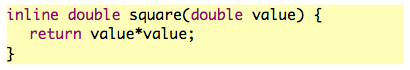 inline double square(double value) {
   return value*value;
}